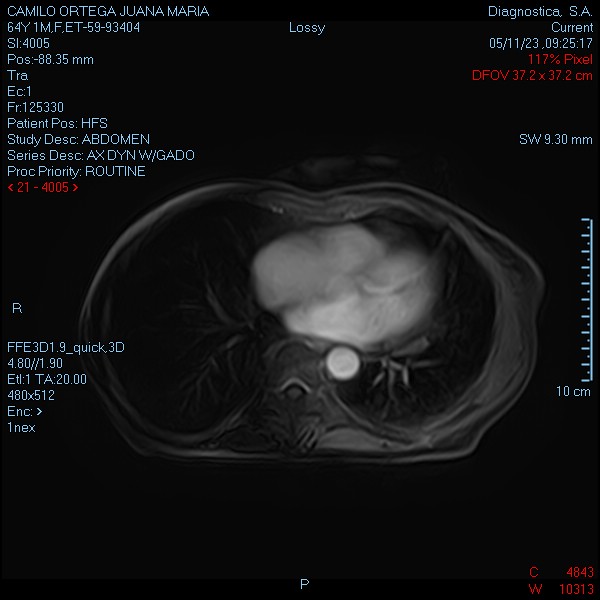 CAMILO ORTEGA JUANA MARIA
64Y 1M,F,ET-59-93404
SI:4005
Pos:-88.35 mm
Tra
Ec:1
Fr:125330
Patient Pos: HFS
Study Desc: ABDOMEN
Series Desc: AX DYN W/GADO
Proc Priority: ROUTINE
< 21 - 4005 >
Lossy
Diagnostica, S.A.
Current
05/11/23 ,09:25:17
117% Pixel
DFOV 37.2 x 37.2 cm
SW 9.30 mm
R
10 cm
FFE3D1.9_quick,3D
4.80//1.90
Etl:1 TA:20.00
480x512
Enc: >
1nex
P
C 4843
W 10313